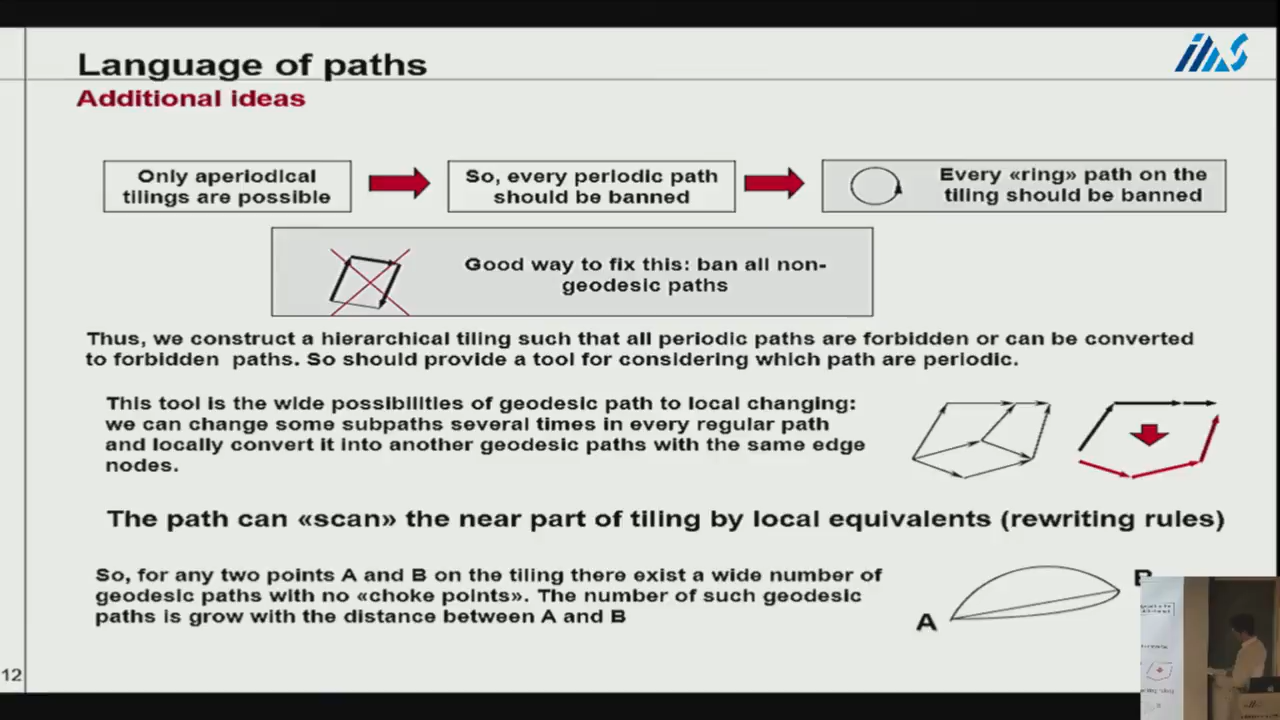 Language of paths
IIAS
Additional ideas
Only aperiodical
tilings are possible
So, every periodic path
should be banned
Every «ring» path on the
tiling should be banned
Good way to fix this: ban all non-
geodesic paths
Thus, we construct a hierarchical tiling such that all periodic paths are forbidden or can be converted
to forbidden paths. So should provide a tool for considering which path are periodic.
This tool is the wide possibilities of geodesic path to local changing:
we can change some subpaths several times in every regular path
and locally convert it into another geodesic paths with the same edge
nodes.
The path can «scan» the near part of tiling by local equivalents (rewriting rules)
So, for any two points A and B on the tiling there exist a wide number of
geodesic paths with no «choke points». The number of such geodesic
paths is grow with the distance between A and B
A
B
12